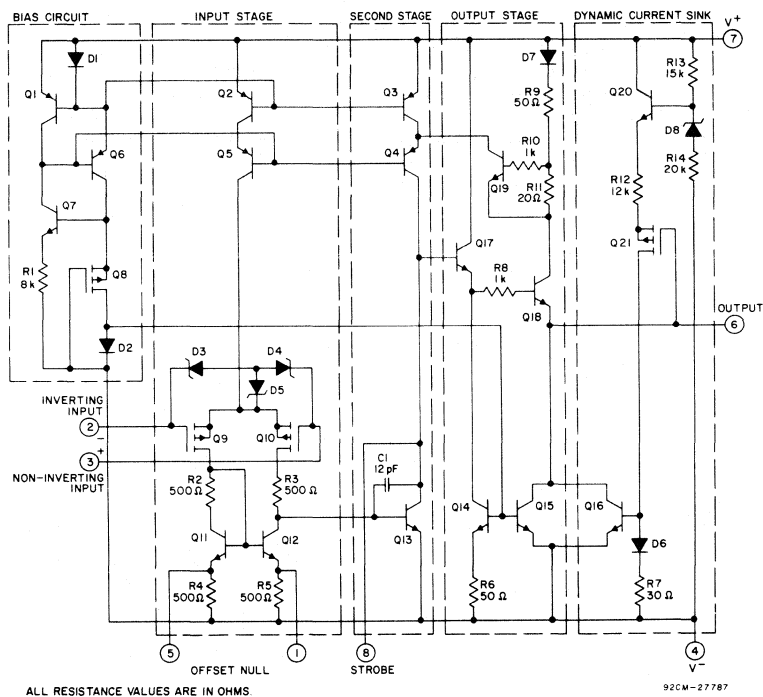 BIAS CIRCUIT
INPUT STAGE
SECOND STAGE
OUTPUT STAGE
DYNAMIC CURRENT SINK
V+
7
D1
D7
R13
15k
Q1
Q2
Q3
R9
50Ω
Q20
D8
Q6
Q5
Q4
R10
1k
Q19
R11
20Ω
R12
12k
R14
20k
Q7
Q17
Q21
R1
8k
Q8
R8
1k
Q18
OUTPUT
6
D2
D3
D4
D5
INVERTING
INPUT
2
−
Q9
Q10
+
3
NON-INVERTING
INPUT
R2
500Ω
R3
500Ω
C1
12pF
Q14
Q15
Q16
Q11
Q12
Q13
D6
R4
500Ω
R5
500Ω
R6
50Ω
R7
30Ω
5
1
8
4
OFFSET NULL
STROBE
V−
ALL RESISTANCE VALUES ARE IN OHMS.
92CM-27787